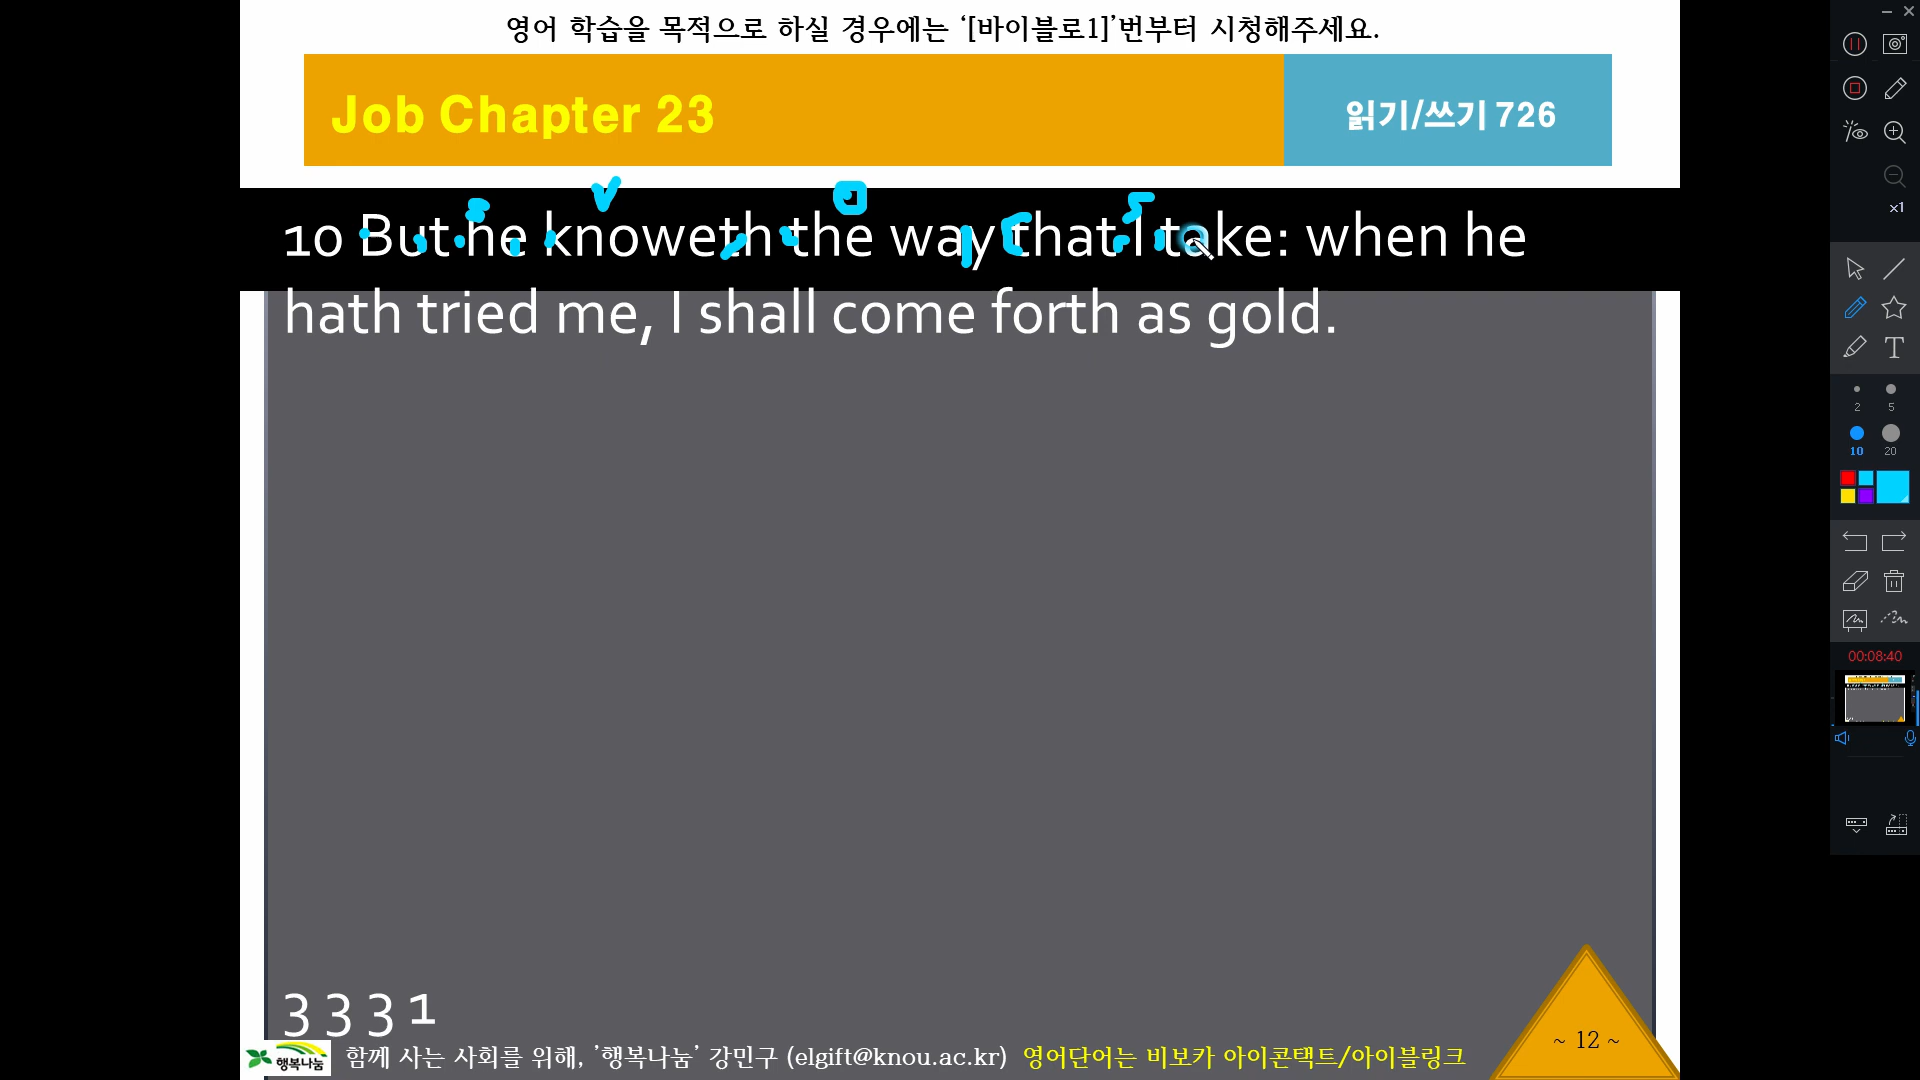 영어 학습을 목적으로 하실 경우에는 ‘[바이블로1]’번부터 시청해주세요.
Job Chapter 23
읽기/쓰기 726
10 But he knoweth the way that I take: when he
hath tried me, I shall come forth as gold.
3 3 3 1
행복나눔 함께 사는 사회를 위해, ’행복나눔’ 강민구 (elgift@knou.ac.kr) 영어단어는 비보카 아이콘택트/아이블링크
~ 12 ~
x1
T
2 5
10 20
00:08:40